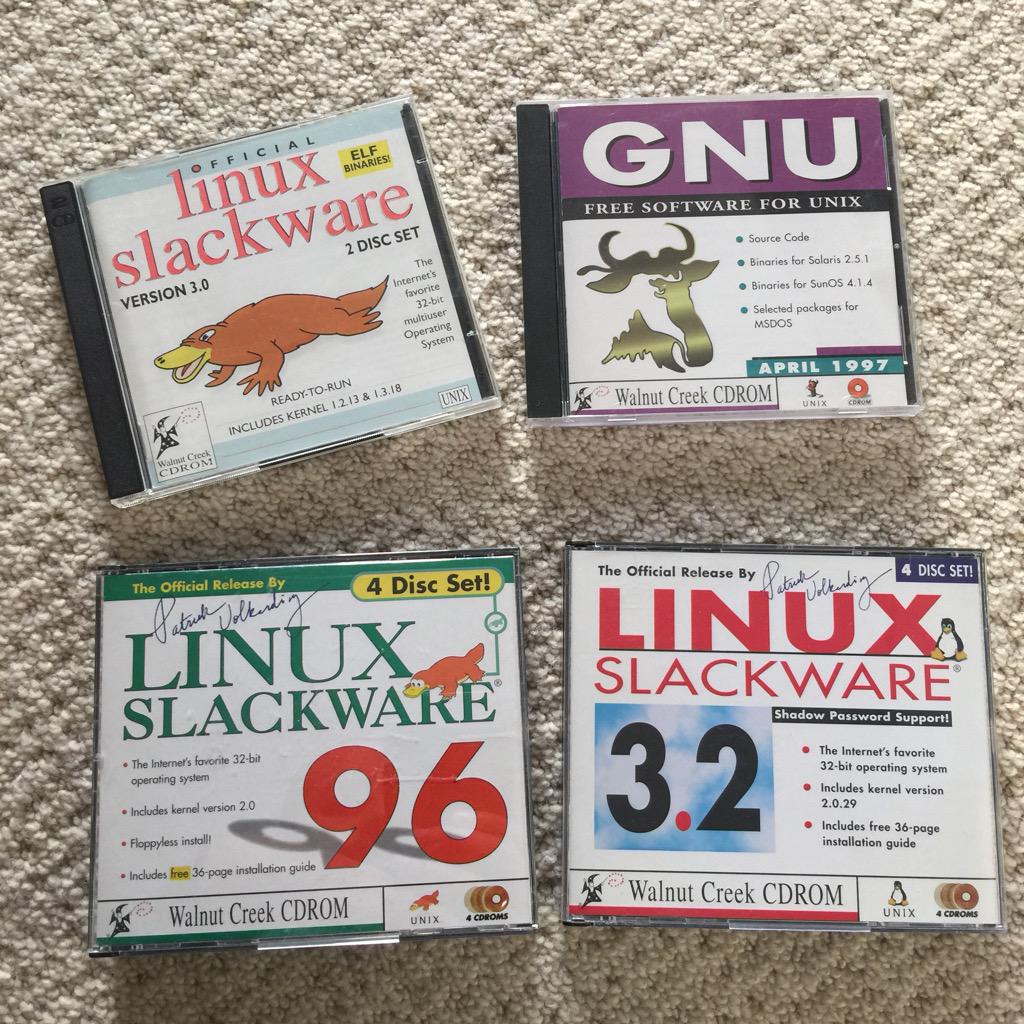 OFFICIAL
linux
slackware
ELF
BINARIES!
2 DISC SET
VERSION 3.0
The
Internet's
favorite
32-bit
multiuser
Operating
System
READY-TO-RUN
INCLUDES KERNEL 1.2.13 & 1.3.18
UNIX
Walnut Creek
CDROM
GNU
FREE SOFTWARE FOR UNIX
Source Code
Binaries for Solaris 2.5.1
Binaries for SunOS 4.1.4
Selected packages for
MSDOS
APRIL 1997
Walnut Creek CDROM
UNIX
CDROM
The Official Release By
4 Disc Set!
Patrick Volkerding
LINUX
SLACKWARE®
96
• The Internet's favorite 32-bit
operating system
• Includes kernel version 2.0
• Floppyless install!
• Includes free 36-page installation guide
Walnut Creek CDROM
UNIX
4 CDROMS
The Official Release By
Patrick Volkerding
4 DISC SET!
LINUX
SLACKWARE®
Shadow Password Support!
3.2
• The Internet's favorite
32-bit operating system
• Includes kernel version
2.0.29
• Includes free 36-page
installation guide
Walnut Creek CDROM
UNIX
4 CDROMS